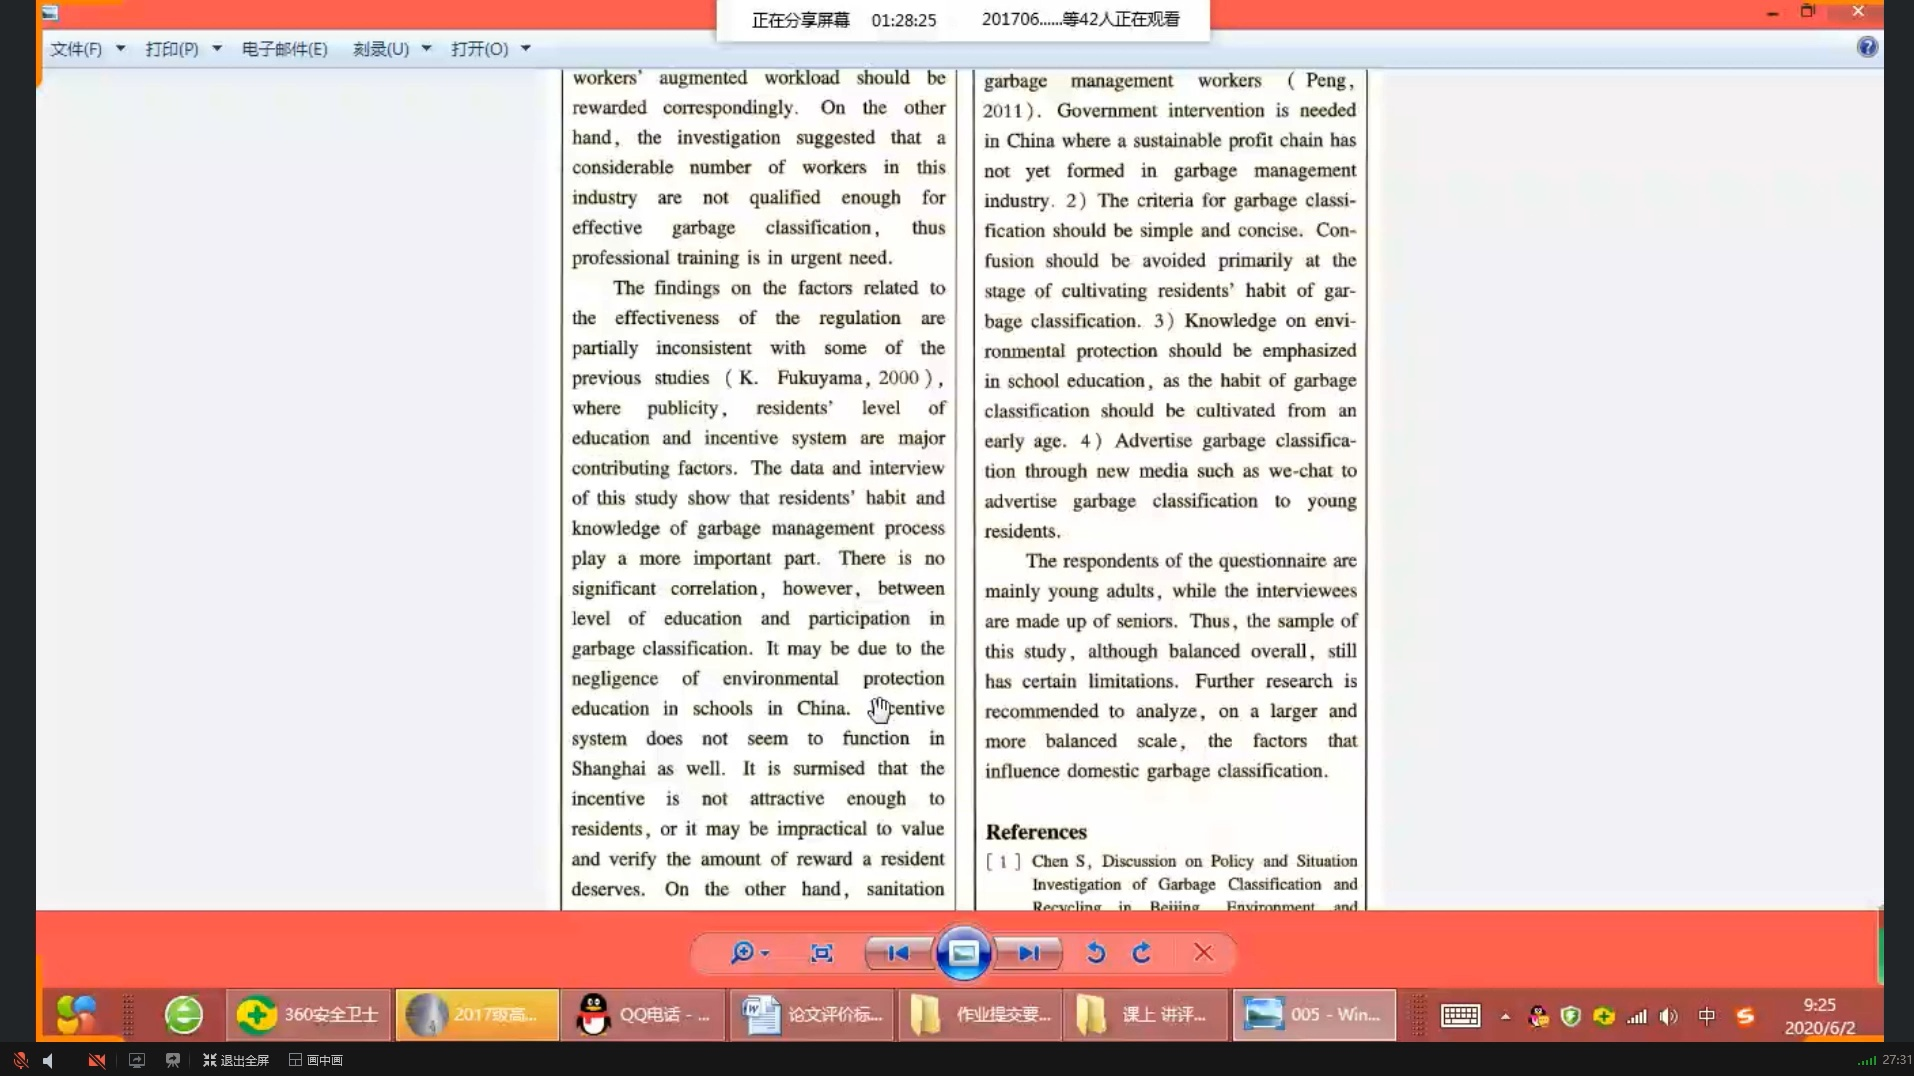 正在分享屏幕 01:28:25 201706......等42人正在观看
文件(F) 打印(P) 电子邮件(E) 刻录(U) 打开(O)
workers' augmented workload should be
rewarded correspondingly. On the other
hand, the investigation suggested that a
considerable number of workers in this
industry are not qualified enough for
effective garbage classification, thus
professional training is in urgent need.
The findings on the factors related to
the effectiveness of the regulation are
partially inconsistent with some of the
previous studies ( K. Fukuyama, 2000 ),
where publicity, residents' level of
education and incentive system are major
contributing factors. The data and interview
of this study show that residents' habit and
knowledge of garbage management process
play a more important part. There is no
significant correlation, however, between
level of education and participation in
garbage classification. It may be due to the
negligence of environmental protection
education in schools in China. centive
system does not seem to function in
Shanghai as well. It is surmised that the
incentive is not attractive enough to
residents, or it may be impractical to value
and verify the amount of reward a resident
deserves. On the other hand, sanitation
garbage management workers ( Peng,
2011). Government intervention is needed
in China where a sustainable profit chain has
not yet formed in garbage management
industry. 2) The criteria for garbage classi-
fication should be simple and concise. Con-
fusion should be avoided primarily at the
stage of cultivating residents' habit of gar-
bage classification. 3) Knowledge on envi-
ronmental protection should be emphasized
in school education, as the habit of garbage
classification should be cultivated from an
early age. 4) Advertise garbage classifica-
tion through new media such as we-chat to
advertise garbage classification to young
residents.
The respondents of the questionnaire are
mainly young adults, while the interviewees
are made up of seniors. Thus, the sample of
this study, although balanced overall, still
has certain limitations. Further research is
recommended to analyze, on a larger and
more balanced scale, the factors that
influence domestic garbage classification.
References
[ 1 ] Chen S, Discussion on Policy and Situation
Investigation of Garbage Classification and
Recycling in Beijing, Environment and
360安全卫士 2017级高... QQ电话 - ... 论文评价标... 作业提交要... 课上 讲评... 005 - Win... 中 9:25
2020/6/2
退出全屏 画中画 27:31